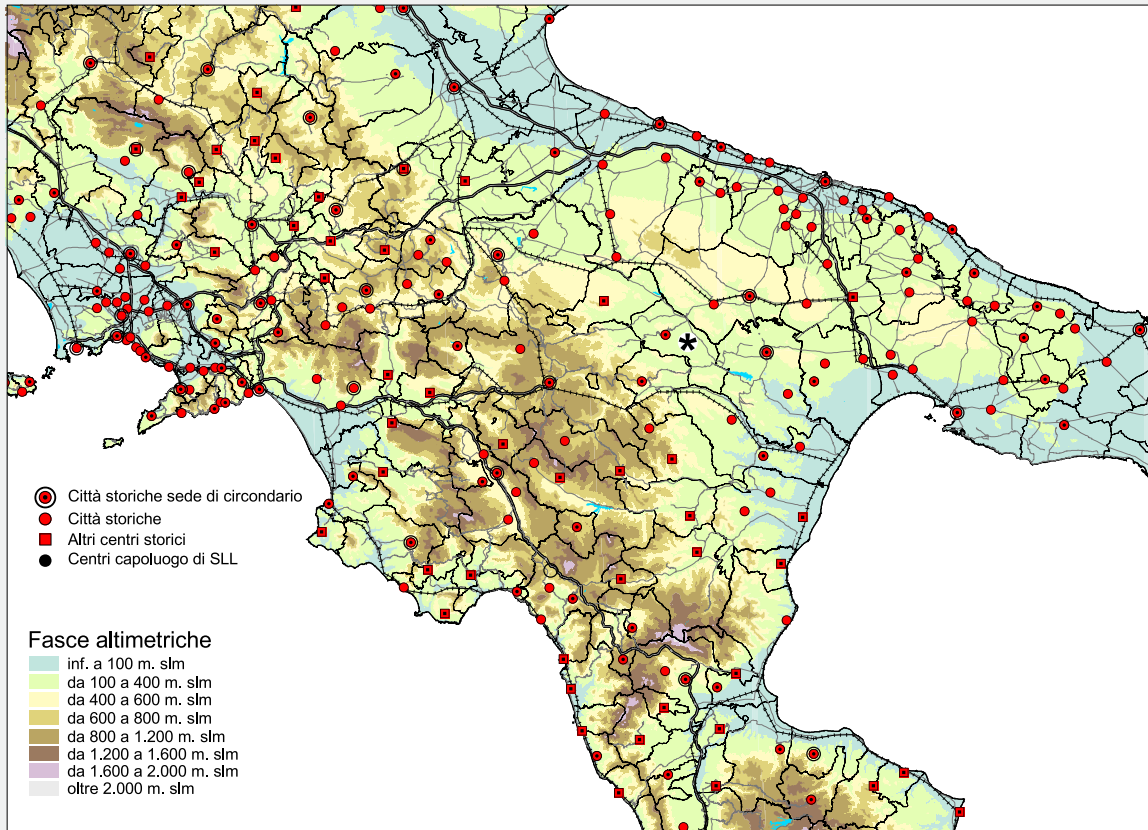 *
Città storiche sede di circondario
Città storiche
Altri centri storici
Centri capoluogo di SLL
Fasce altimetriche
inf. a 100 m. slm
da 100 a 400 m. slm
da 400 a 600 m. slm
da 600 a 800 m. slm
da 800 a 1.200 m. slm
da 1.200 a 1.600 m. slm
da 1.600 a 2.000 m. slm
oltre 2.000 m. slm